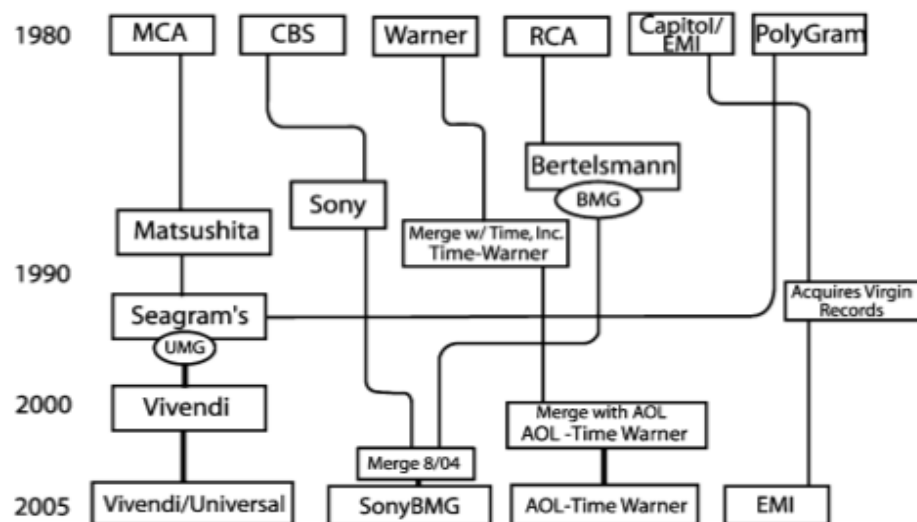 1980
MCA
CBS
Warner
RCA
Capitol/
EMI
PolyGram
Bertelsmann
BMG
Sony
Matsushita
Merge w/ Time, Inc.
Time-Warner
1990
Seagram's
UMG
Acquires Virgin
Records
2000
Vivendi
Merge with AOL
AOL -Time Warner
Merge 8/04
2005
Vivendi/Universal
SonyBMG
AOL-Time Warner
EMI